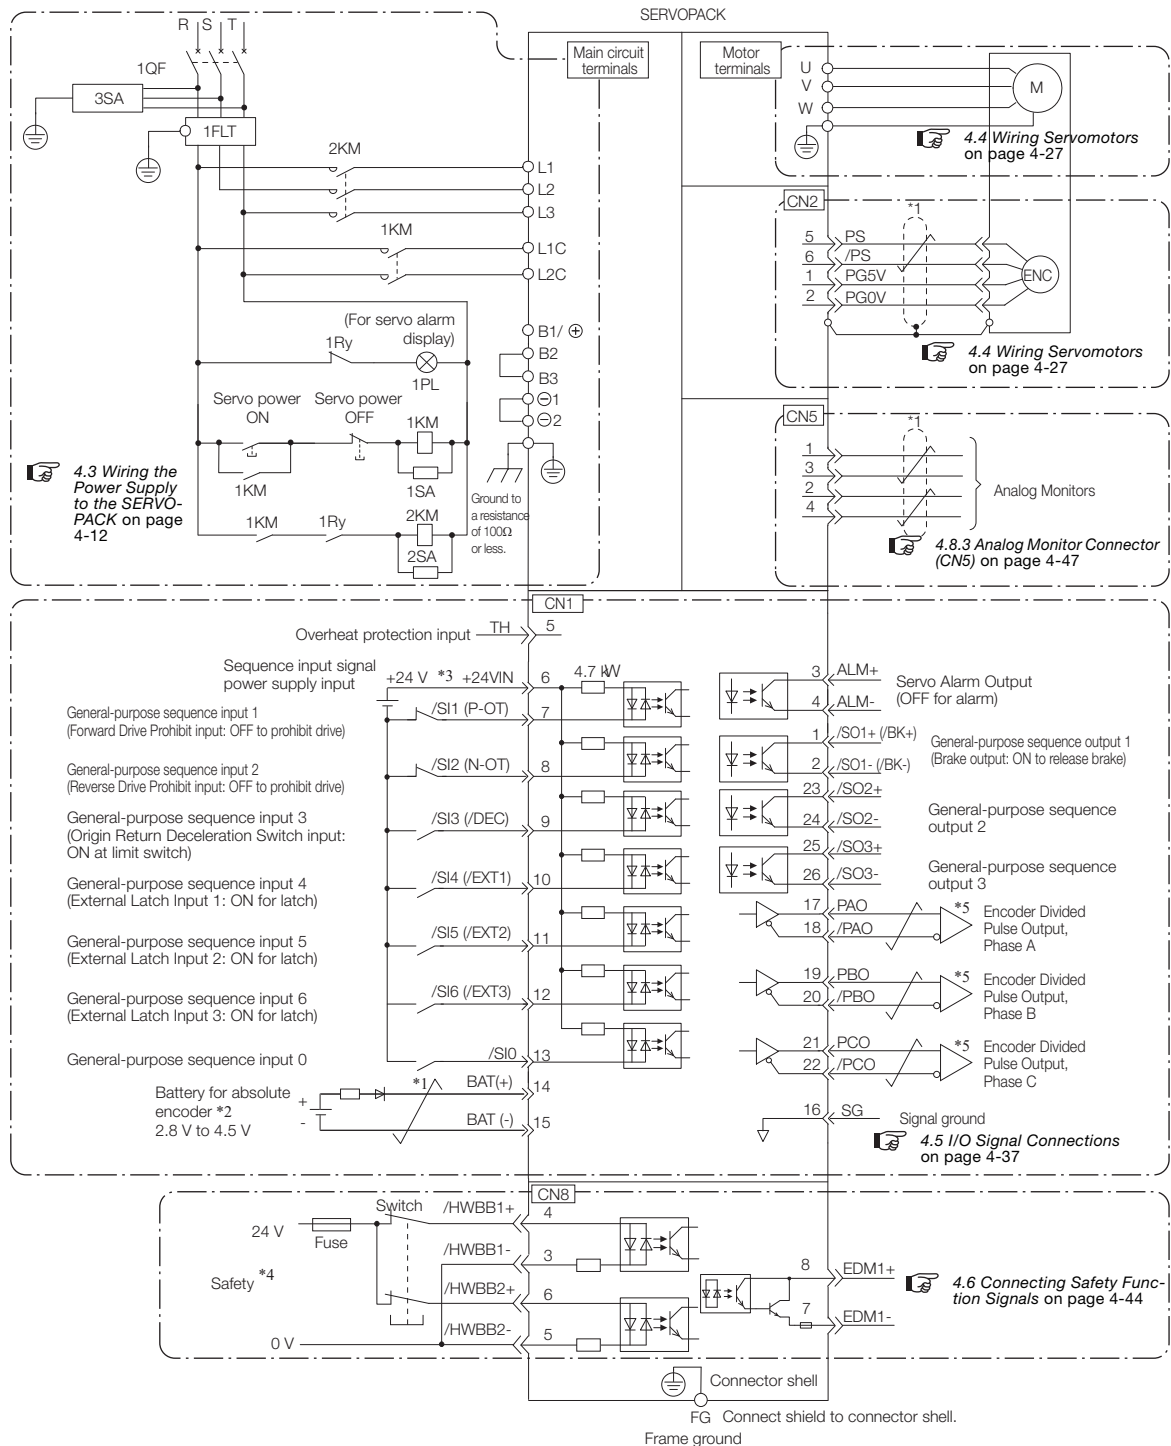 SERVOPACK
R S T
Main circuit
terminals
Motor
terminals
1QF
3SA
1FLT
2KM
L1
L2
L3
1KM
L1C
L2C
(For servo alarm
display)
1Ry
1PL
B1/ ⊕
B2
B3
⊖1
⊖2
Servo power
ON
Servo power
OFF
1KM
1KM
1SA
4.3 Wiring the
Power Supply
to the SERVO-
PACK on page
4-12
1KM
1Ry
2KM
2SA
Ground to
a resistance
of 100Ω
or less.
U
V
W
M
4.4 Wiring Servomotors
on page 4-27
CN2
*1
5 PS
6 /PS
1 PG5V
2 PG0V
ENC
4.4 Wiring Servomotors
on page 4-27
CN5
*1
1
3
2
4
Analog Monitors
4.8.3 Analog Monitor Connector
(CN5) on page 4-47
CN1
Overheat protection input TH 5
Sequence input signal
power supply input
+24 V *3 +24VIN 6
4.7 kW
General-purpose sequence input 1
(Forward Drive Prohibit input: OFF to prohibit drive)
/SI1 (P-OT) 7
General-purpose sequence input 2
(Reverse Drive Prohibit input: OFF to prohibit drive)
/SI2 (N-OT) 8
General-purpose sequence input 3
(Origin Return Deceleration Switch input:
ON at limit switch)
/SI3 (/DEC) 9
General-purpose sequence input 4
(External Latch Input 1: ON for latch)
/SI4 (/EXT1) 10
General-purpose sequence input 5
(External Latch Input 2: ON for latch)
/SI5 (/EXT2) 11
General-purpose sequence input 6
(External Latch Input 3: ON for latch)
/SI6 (/EXT3) 12
General-purpose sequence input 0
/SI0 13
Battery for absolute
encoder *2
2.8 V to 4.5 V
+
-
*1
BAT(+) 14
BAT (-) 15
3 ALM+
4 ALM-
Servo Alarm Output
(OFF for alarm)
1 /SO1+ (/BK+)
2 /SO1- (/BK-)
General-purpose sequence output 1
(Brake output: ON to release brake)
23 /SO2+
24 /SO2-
General-purpose sequence
output 2
25 /SO3+
26 /SO3-
General-purpose sequence
output 3
17 PAO
18 /PAO
*5
Encoder Divided
Pulse Output,
Phase A
19 PBO
20 /PBO
*5
Encoder Divided
Pulse Output,
Phase B
21 PCO
22 /PCO
*5
Encoder Divided
Pulse Output,
Phase C
16 SG
Signal ground
4.5 I/O Signal Connections
on page 4-37
CN8
Switch
24 V
Fuse
Safety *4
0 V
/HWBB1+ 4
/HWBB1- 3
/HWBB2+ 6
/HWBB2- 5
8 EDM1+
7 EDM1-
4.6 Connecting Safety Func-
tion Signals on page 4-44
Connector shell
FG Connect shield to connector shell.
Frame ground